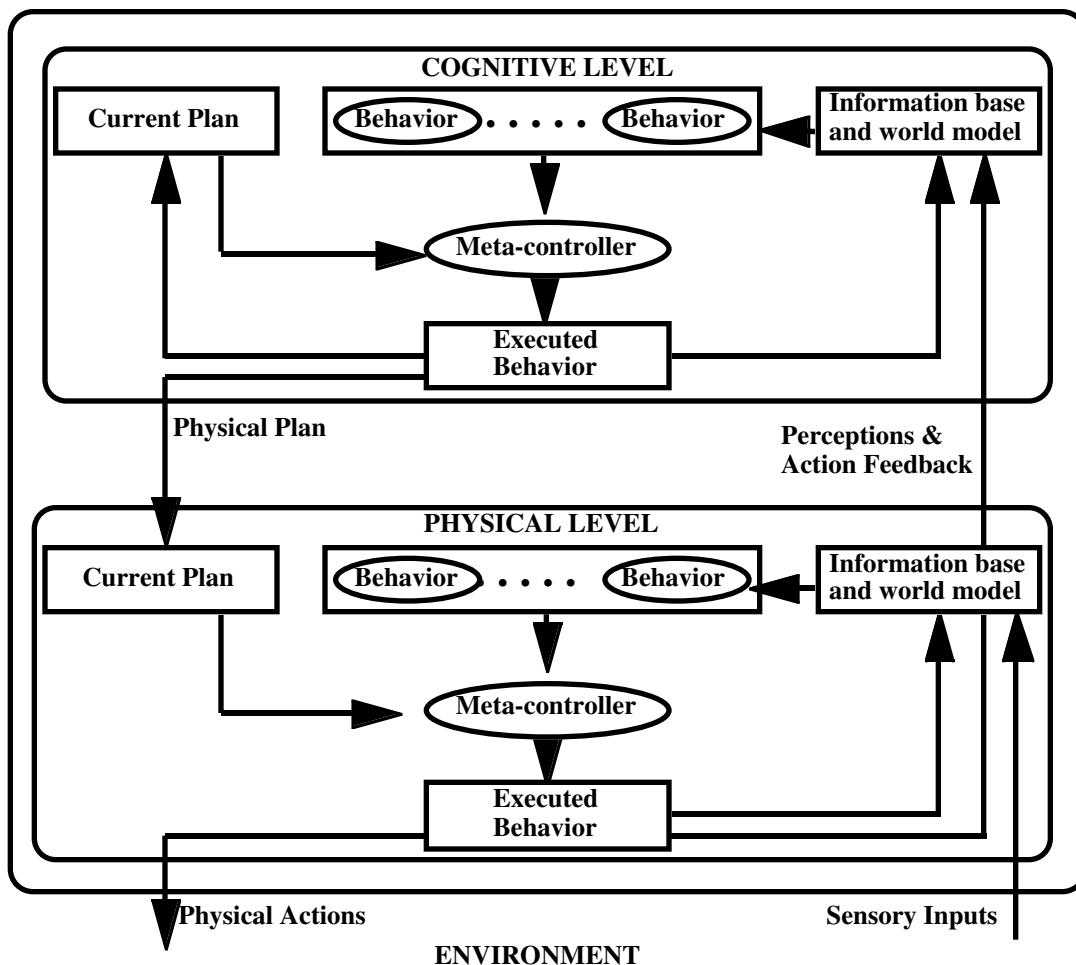 COGNITIVE LEVEL
Current Plan
Behavior . . . . . Behavior
Information base
and world model
Meta-controller
Executed
Behavior
Physical Plan
Perceptions &
Action Feedback
PHYSICAL LEVEL
Current Plan
Behavior . . . . . Behavior
Information base
and world model
Meta-controller
Executed
Behavior
Physical Actions
Sensory Inputs
ENVIRONMENT